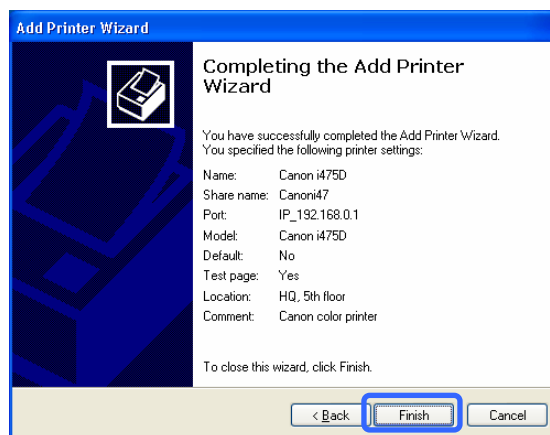 Add Printer Wizard
Completing the Add Printer
Wizard
You have successfully completed the Add Printer Wizard.
You specified the following printer settings:
Name: Canon i475D
Share name: Canoni47
Port: IP_192.168.0.1
Model: Canon i475D
Default: No
Test page: Yes
Location: HQ, 5th floor
Comment: Canon color printer
To close this wizard, click Finish.
< Back Finish Cancel